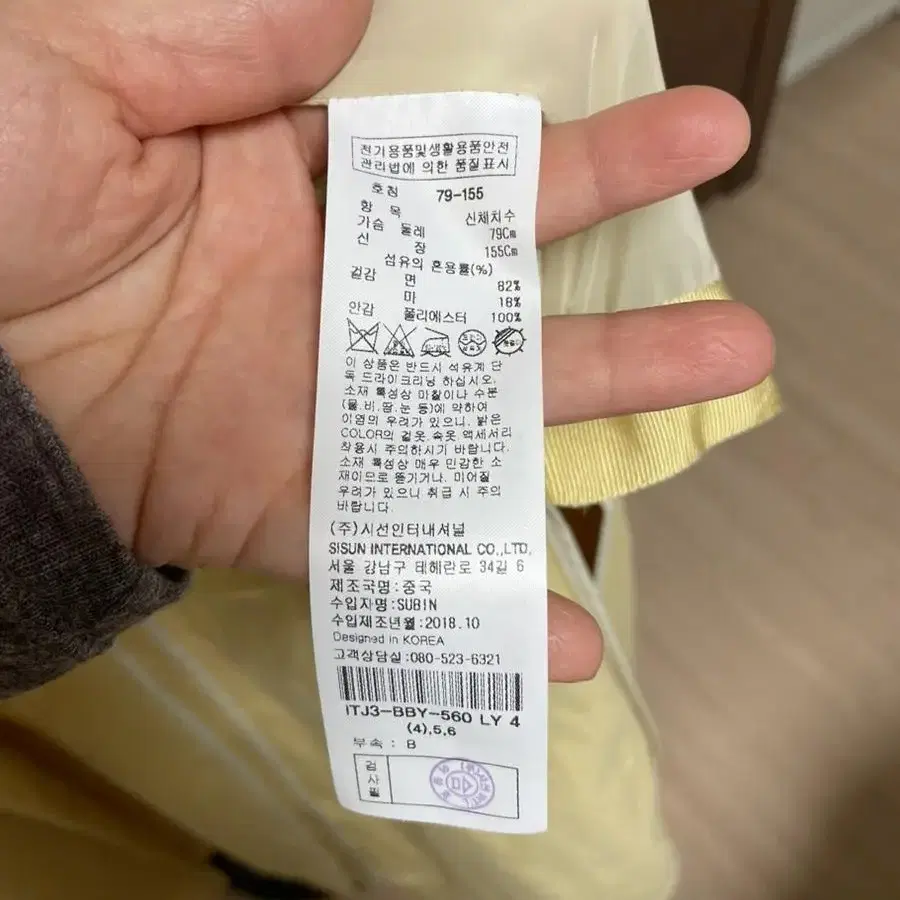 전기용품및생활용품안전
관리법에 의한 품질표시
호칭 79-155
항 목 신체치수
가슴 둘레 79Cm
신 장 155Cm
섬유의 혼용률(%)
겉감 면 82%
마 18%
안감 폴리에스터 100%
이 상품은 반드시 석유계 단
독 드라이크리닝 하십시오.
소재 특성상 마찰이나 수분
(물.비.땀.눈 등)에 약하여
이염의 우려가 있으니. 밝은
COLOR의 겉옷.속옷 액세서리
착용시 주의하시기 바랍니다.
소재 특성상 매우 민감한 소
재이므로 뜯기거나. 미어질
우려가 있으니 취급 시 주의
바랍니다.
(주)시선인터내셔널
SISUN INTERNATIONAL CO.,LTD,
서울 강남구 테헤란로 34길 6
제조국명:중국
수입자명:SUBIN
수입제조년월:2018.10
Designed in KOREA
고객상담실:080-523-6321
ITJ3-BBY-560 LY 4
(4),5,6
부속: B
검사필